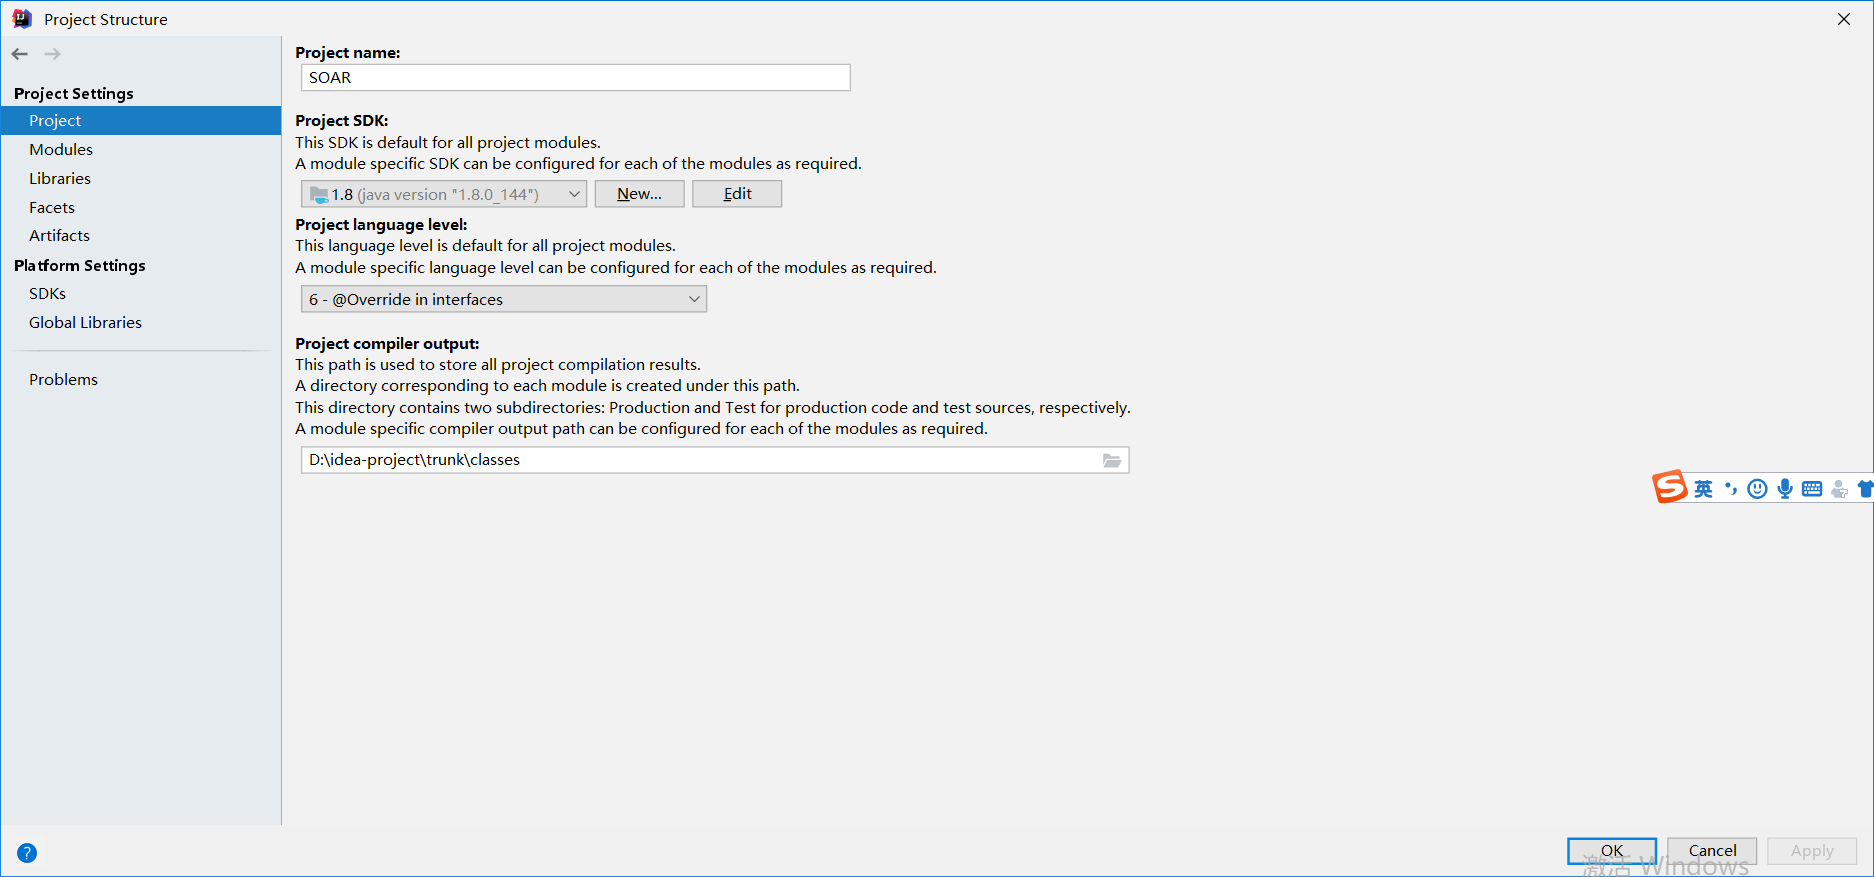 Project Structure
Project Settings
Project
Modules
Libraries
Facets
Artifacts
Platform Settings
SDKs
Global Libraries
Problems
Project name:
SOAR
Project SDK:
This SDK is default for all project modules.
A module specific SDK can be configured for each of the modules as required.
1.8 (java version "1.8.0_144")
New...
Edit
Project language level:
This language level is default for all project modules.
A module specific language level can be configured for each of the modules as required.
6 - @Override in interfaces
Project compiler output:
This path is used to store all project compilation results.
A directory corresponding to each module is created under this path.
This directory contains two subdirectories: Production and Test for production code and test sources, respectively.
A module specific compiler output path can be configured for each of the modules as required.
D:\idea-project\trunk\classes
S 英
?
OK
Cancel
Apply
激活 Windows